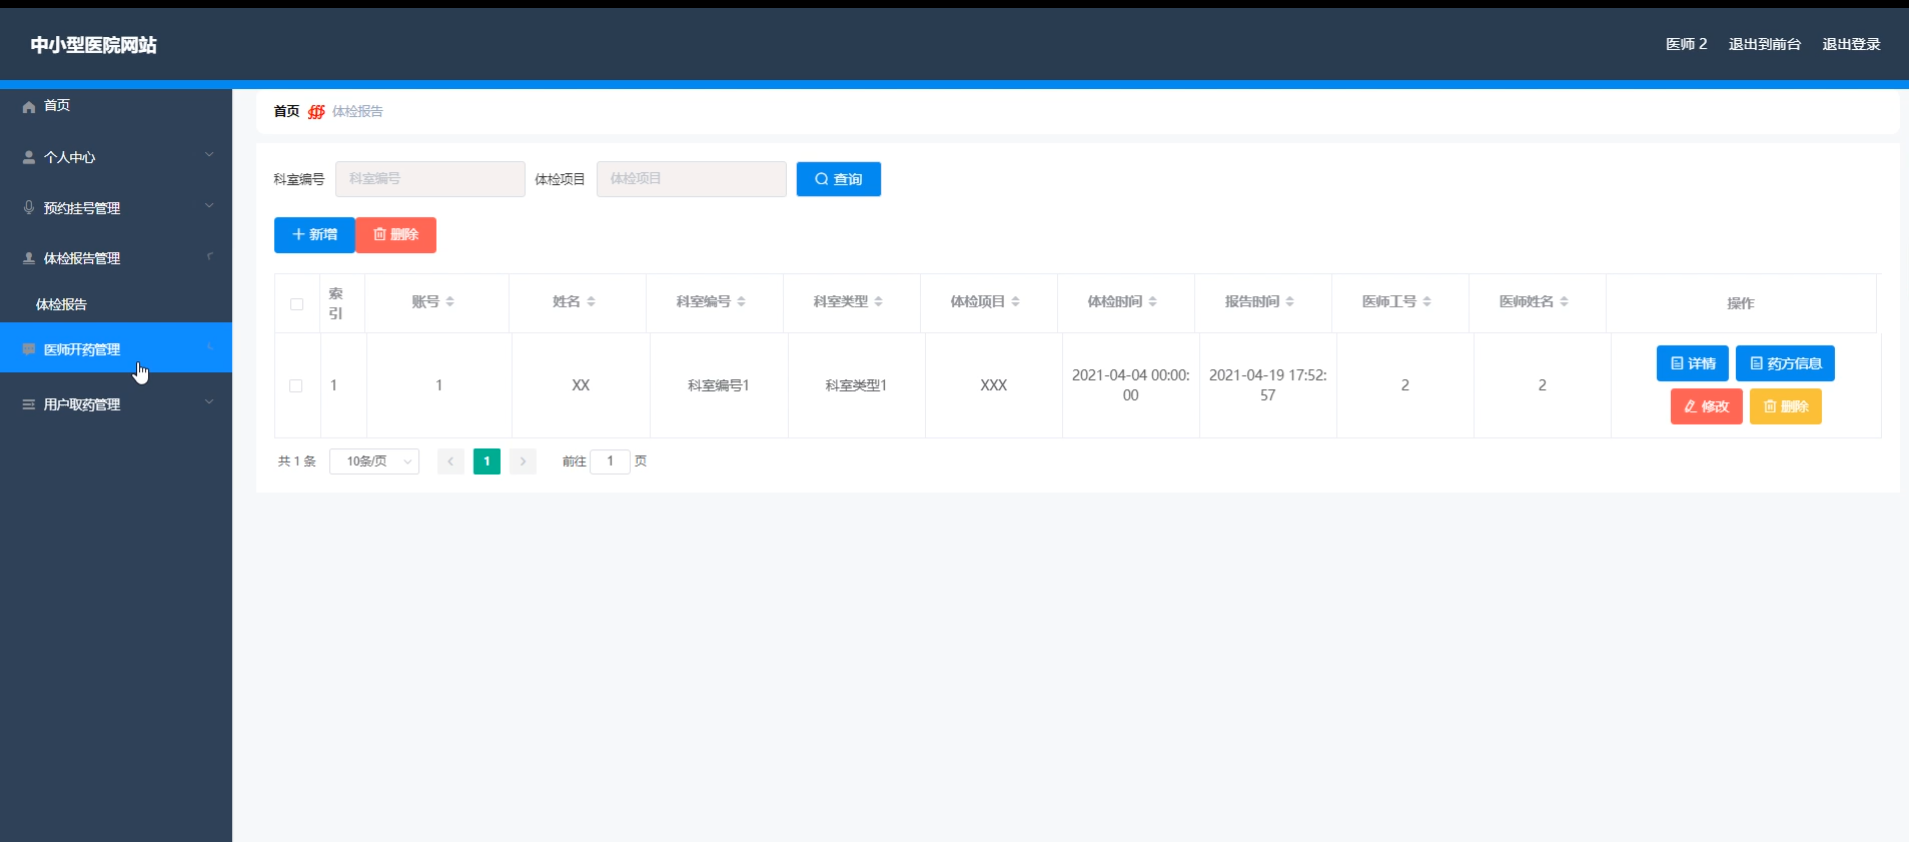 中小型医院网站
医师 2 退出到前台 退出登录
首页
个人中心
预约挂号管理
体检报告管理
体检报告
医师开药管理
用户取药管理
首页 体检报告
科室编号 科室编号 体检项目 体检项目 查询
新增 删除
索引 账号 姓名 科室编号 科室类型 体检项目 体检时间 报告时间 医师工号 医师姓名 操作
1 1 XX 科室编号1 科室类型1 XXX 2021-04-04 00:00:00 2021-04-19 17:52:57 2 2 详情 药方信息
修改 删除
共 1 条 10条/页 1 前往 1 页